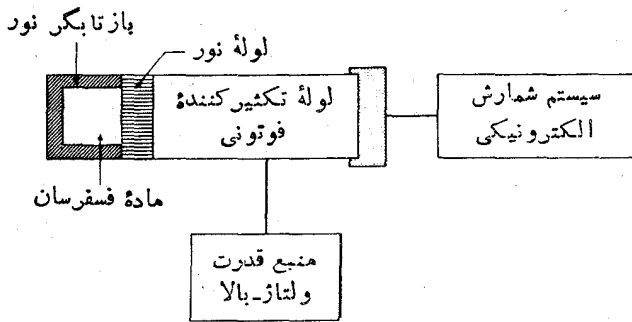 بازتابگر نور
لولهٔ نور
لولهٔ تکثیرکنندهٔ
فوتونی
سیستم شمارش
الکترونیکی
مادهٔ فسفرسان
منبع قدرت
ولتاژ-بالا